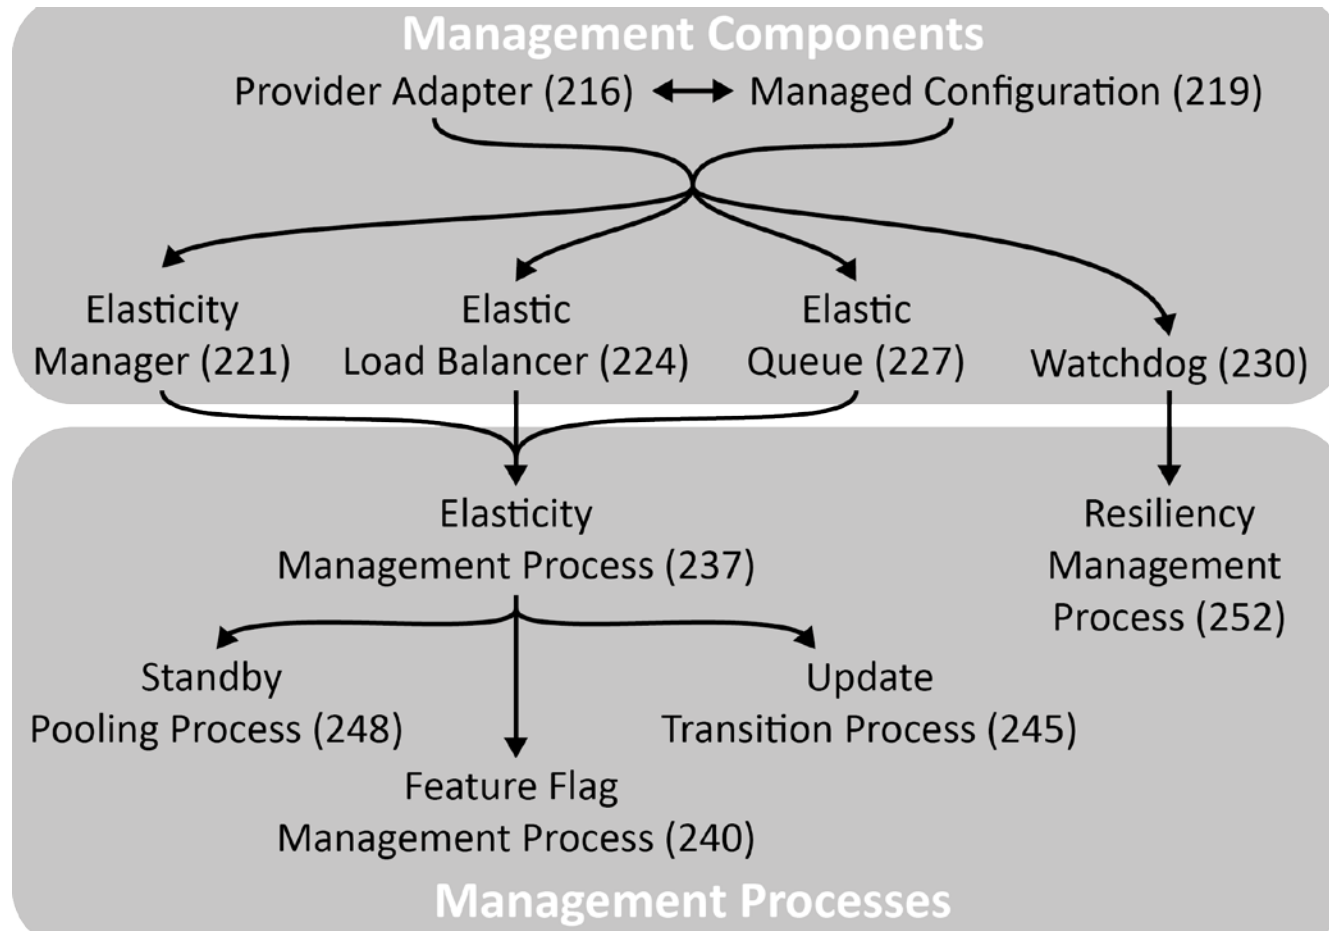 Management Components
Provider Adapter (216)
Managed Configuration (219)
Elasticity
Manager (221)
Elastic
Load Balancer (224)
Elastic
Queue (227)
Watchdog (230)
Elasticity
Management Process (237)
Resiliency
Management
Process (252)
Standby
Pooling Process (248)
Update
Transition Process (245)
Feature Flag
Management Process (240)
Management Processes